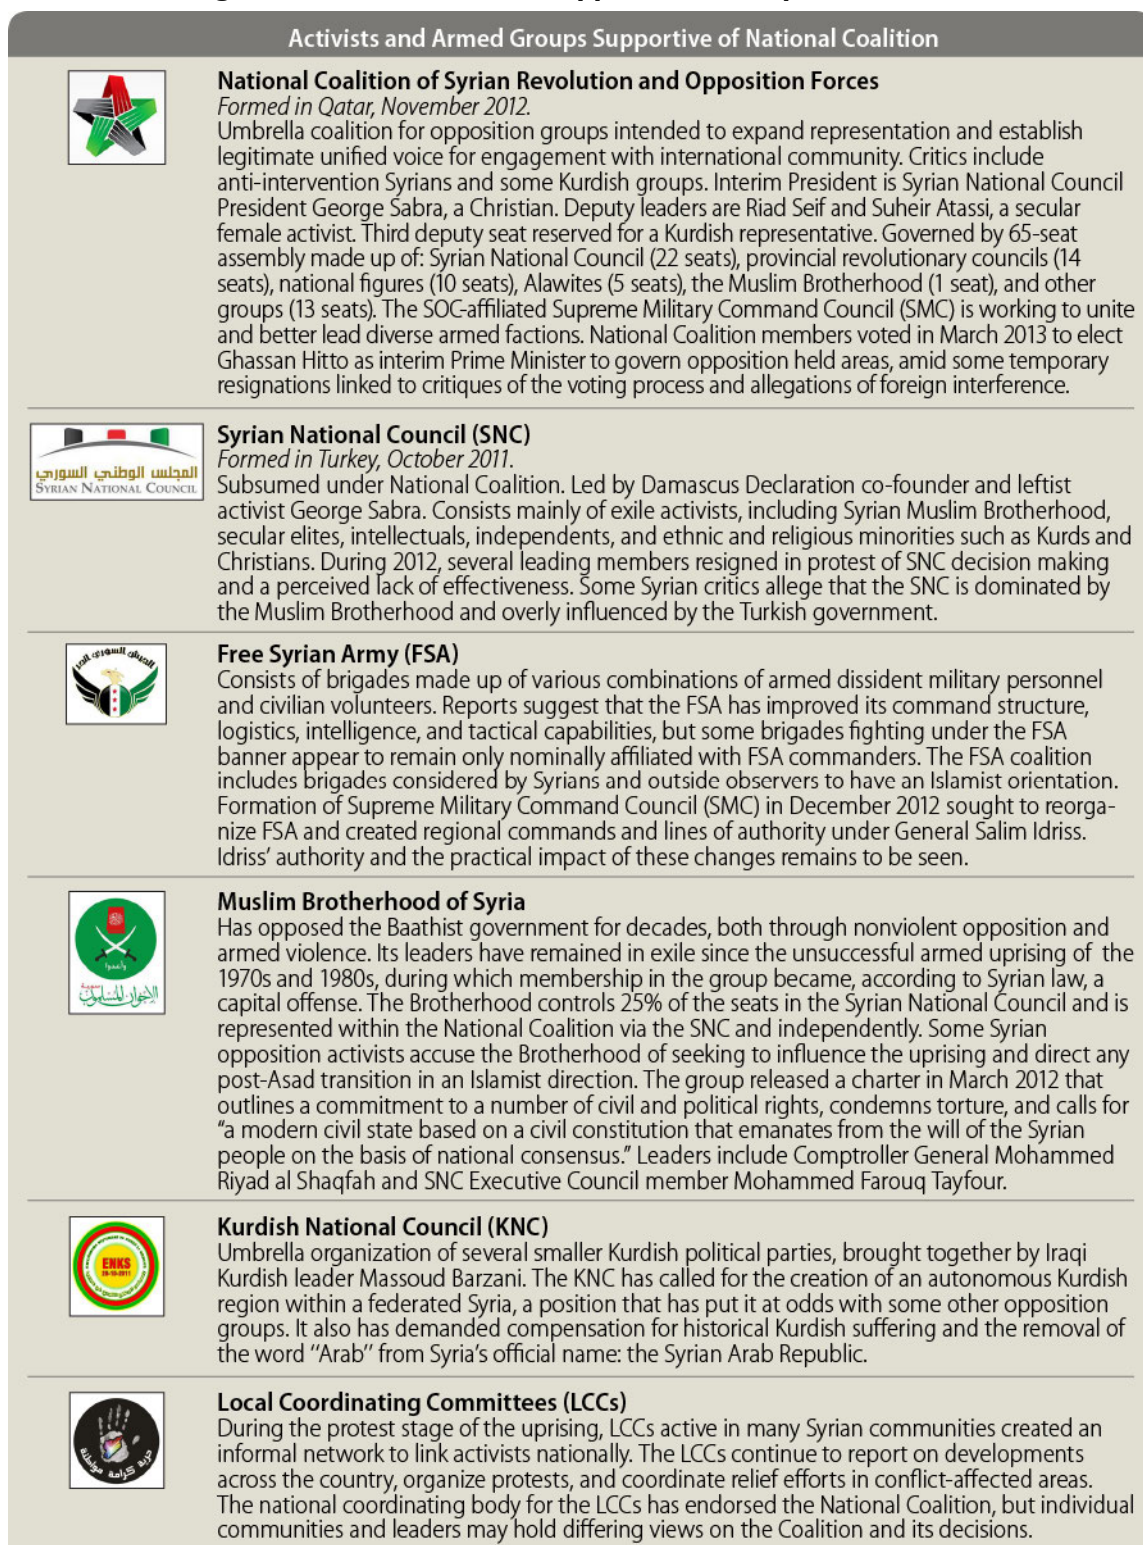 Activists and Armed Groups Supportive of National Coalition
National Coalition of Syrian Revolution and Opposition Forces
Formed in Qatar, November 2012.
Umbrella coalition for opposition groups intended to expand representation and establish
legitimate unified voice for engagement with international community. Critics include
anti-intervention Syrians and some Kurdish groups. Interim President is Syrian National Council
President George Sabra, a Christian. Deputy leaders are Riad Seif and Suheir Atassi, a secular
female activist. Third deputy seat reserved for a Kurdish representative. Governed by 65-seat
assembly made up of: Syrian National Council (22 seats), provincial revolutionary councils (14
seats), national figures (10 seats), Alawites (5 seats), the Muslim Brotherhood (1 seat), and other
groups (13 seats). The SOC-affiliated Supreme Military Command Council (SMC) is working to unite
and better lead diverse armed factions. National Coalition members voted in March 2013 to elect
Ghassan Hitto as interim Prime Minister to govern opposition held areas, amid some temporary
resignations linked to critiques of the voting process and allegations of foreign interference.
المجلس الوطني السوري
SYRIAN NATIONAL COUNCIL
Syrian National Council (SNC)
Formed in Turkey, October 2011.
Subsumed under National Coalition. Led by Damascus Declaration co-founder and leftist
activist George Sabra. Consists mainly of exile activists, including Syrian Muslim Brotherhood,
secular elites, intellectuals, independents, and ethnic and religious minorities such as Kurds and
Christians. During 2012, several leading members resigned in protest of SNC decision making
and a perceived lack of effectiveness. Some Syrian critics allege that the SNC is dominated by
the Muslim Brotherhood and overly influenced by the Turkish government.
الجيش السوري الحر
Free Syrian Army (FSA)
Consists of brigades made up of various combinations of armed dissident military personnel
and civilian volunteers. Reports suggest that the FSA has improved its command structure,
logistics, intelligence, and tactical capabilities, but some brigades fighting under the FSA
banner appear to remain only nominally affiliated with FSA commanders. The FSA coalition
includes brigades considered by Syrians and outside observers to have an Islamist orientation.
Formation of Supreme Military Command Council (SMC) in December 2012 sought to reorga-
nize FSA and created regional commands and lines of authority under General Salim Idriss.
Idriss' authority and the practical impact of these changes remains to be seen.
وأعدوا
سورية
الإخوان المسلمون
Muslim Brotherhood of Syria
Has opposed the Baathist government for decades, both through nonviolent opposition and
armed violence. Its leaders have remained in exile since the unsuccessful armed uprising of the
1970s and 1980s, during which membership in the group became, according to Syrian law, a
capital offense. The Brotherhood controls 25% of the seats in the Syrian National Council and is
represented within the National Coalition via the SNC and independently. Some Syrian
opposition activists accuse the Brotherhood of seeking to influence the uprising and direct any
post-Asad transition in an Islamist direction. The group released a charter in March 2012 that
outlines a commitment to a number of civil and political rights, condemns torture, and calls for
"a modern civil state based on a civil constitution that emanates from the will of the Syrian
people on the basis of national consensus." Leaders include Comptroller General Mohammed
Riyad al Shaqfah and SNC Executive Council member Mohammed Farouq Tayfour.
ENKS
26-10-2011
Kurdish National Council (KNC)
Umbrella organization of several smaller Kurdish political parties, brought together by Iraqi
Kurdish leader Massoud Barzani. The KNC has called for the creation of an autonomous Kurdish
region within a federated Syria, a position that has put it at odds with some other opposition
groups. It also has demanded compensation for historical Kurdish suffering and the removal of
the word "Arab" from Syria's official name: the Syrian Arab Republic.
حرية كرامة مواطنة
Local Coordinating Committees (LCCs)
During the protest stage of the uprising, LCCs active in many Syrian communities created an
informal network to link activists nationally. The LCCs continue to report on developments
across the country, organize protests, and coordinate relief efforts in conflict-affected areas.
The national coordinating body for the LCCs has endorsed the National Coalition, but individual
communities and leaders may hold differing views on the Coalition and its decisions.